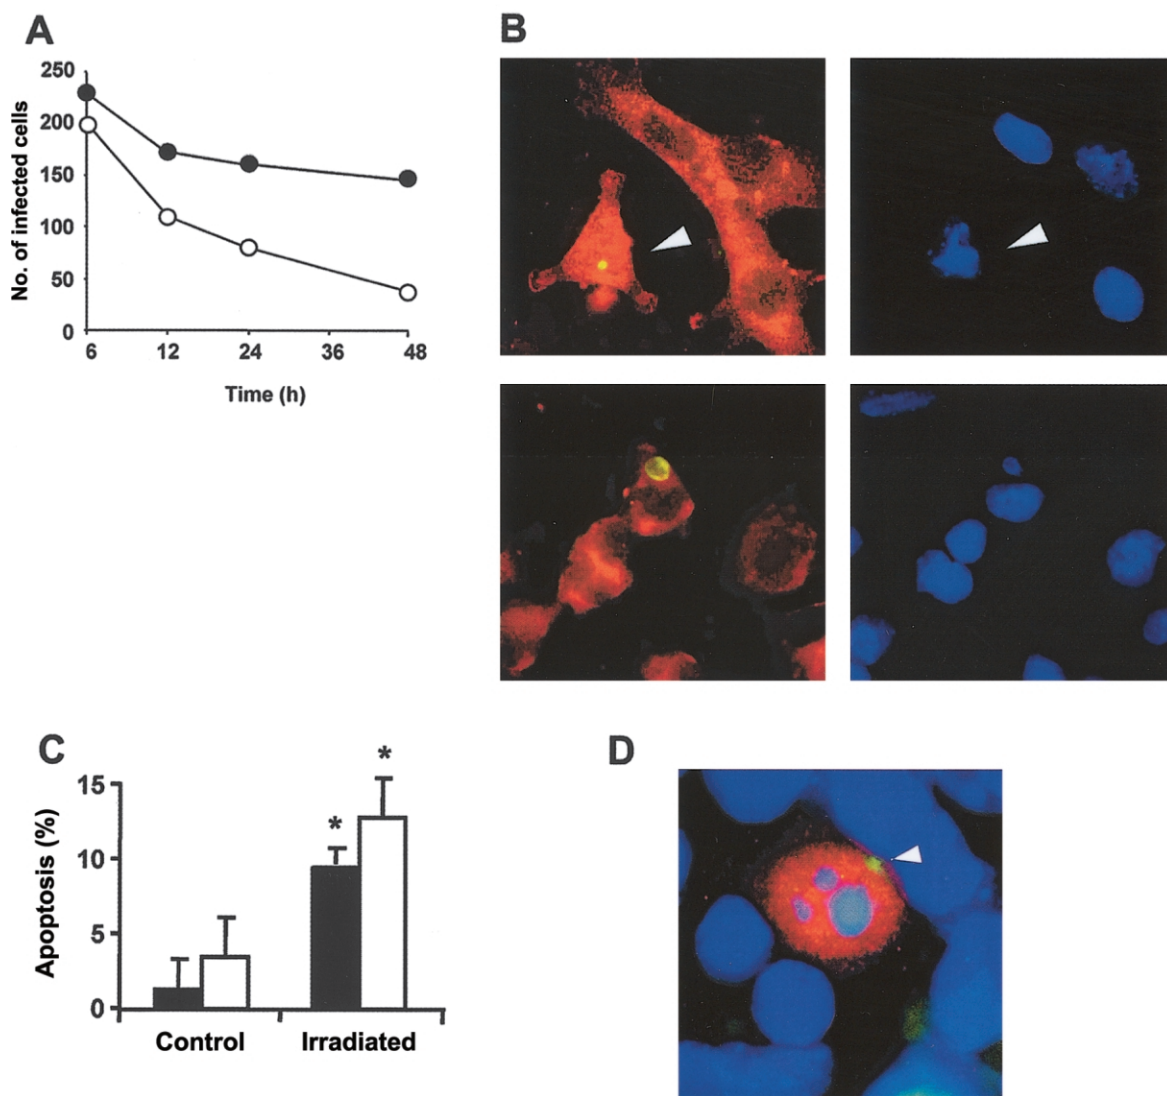 A
250
200
150
100
50
0
No. of infected cells
6 12 24 36 48
Time (h)
B
C
15
10
5
0
Apoptosis (%)
*
*
Control Irradiated
D